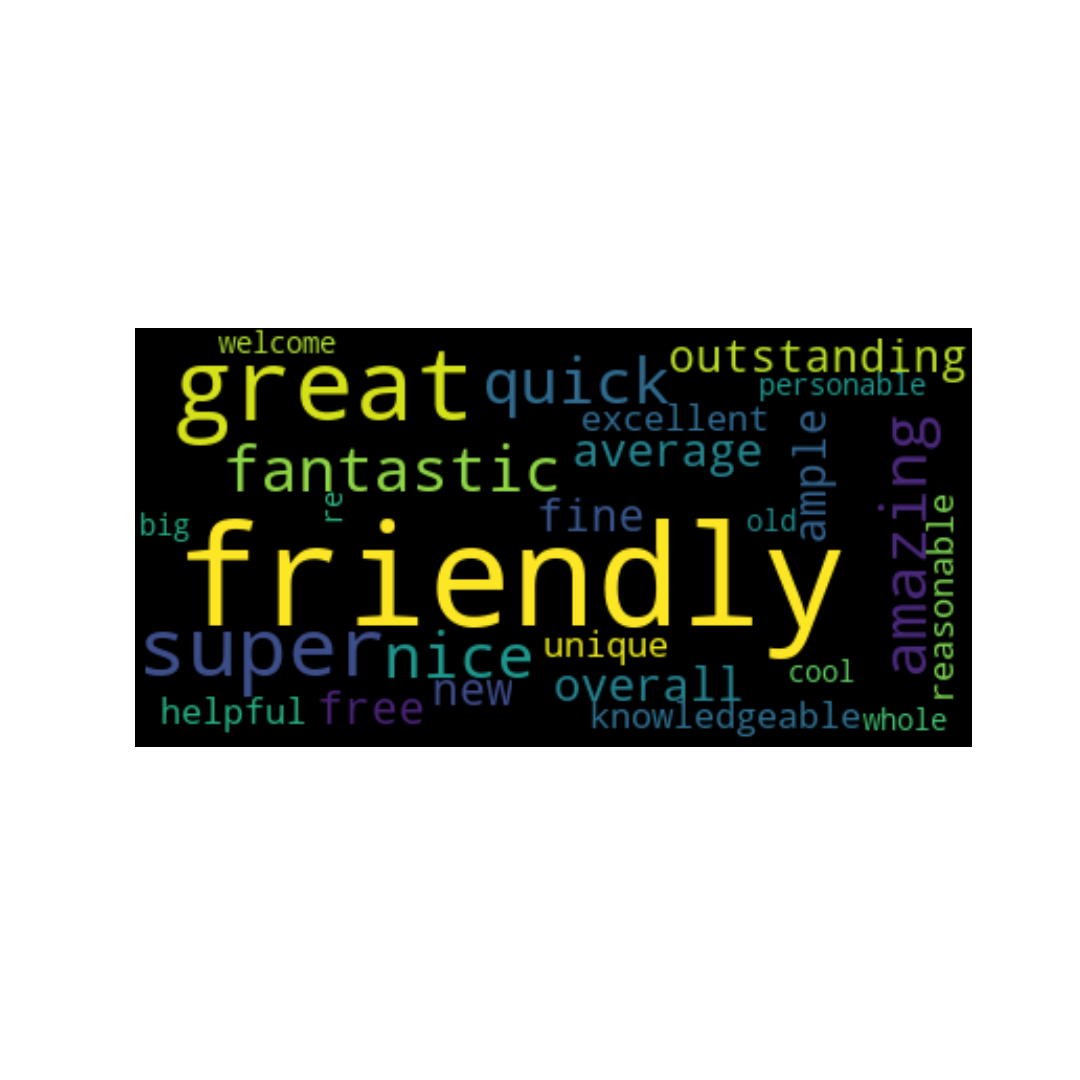 welcome
great
quick
outstanding
personable
excellent
fantastic
average
ample
amazing
re
big
fine
old
reasonable
friendly
super
nice
unique
cool
overall
new
helpful
free
knowledgeable
whole